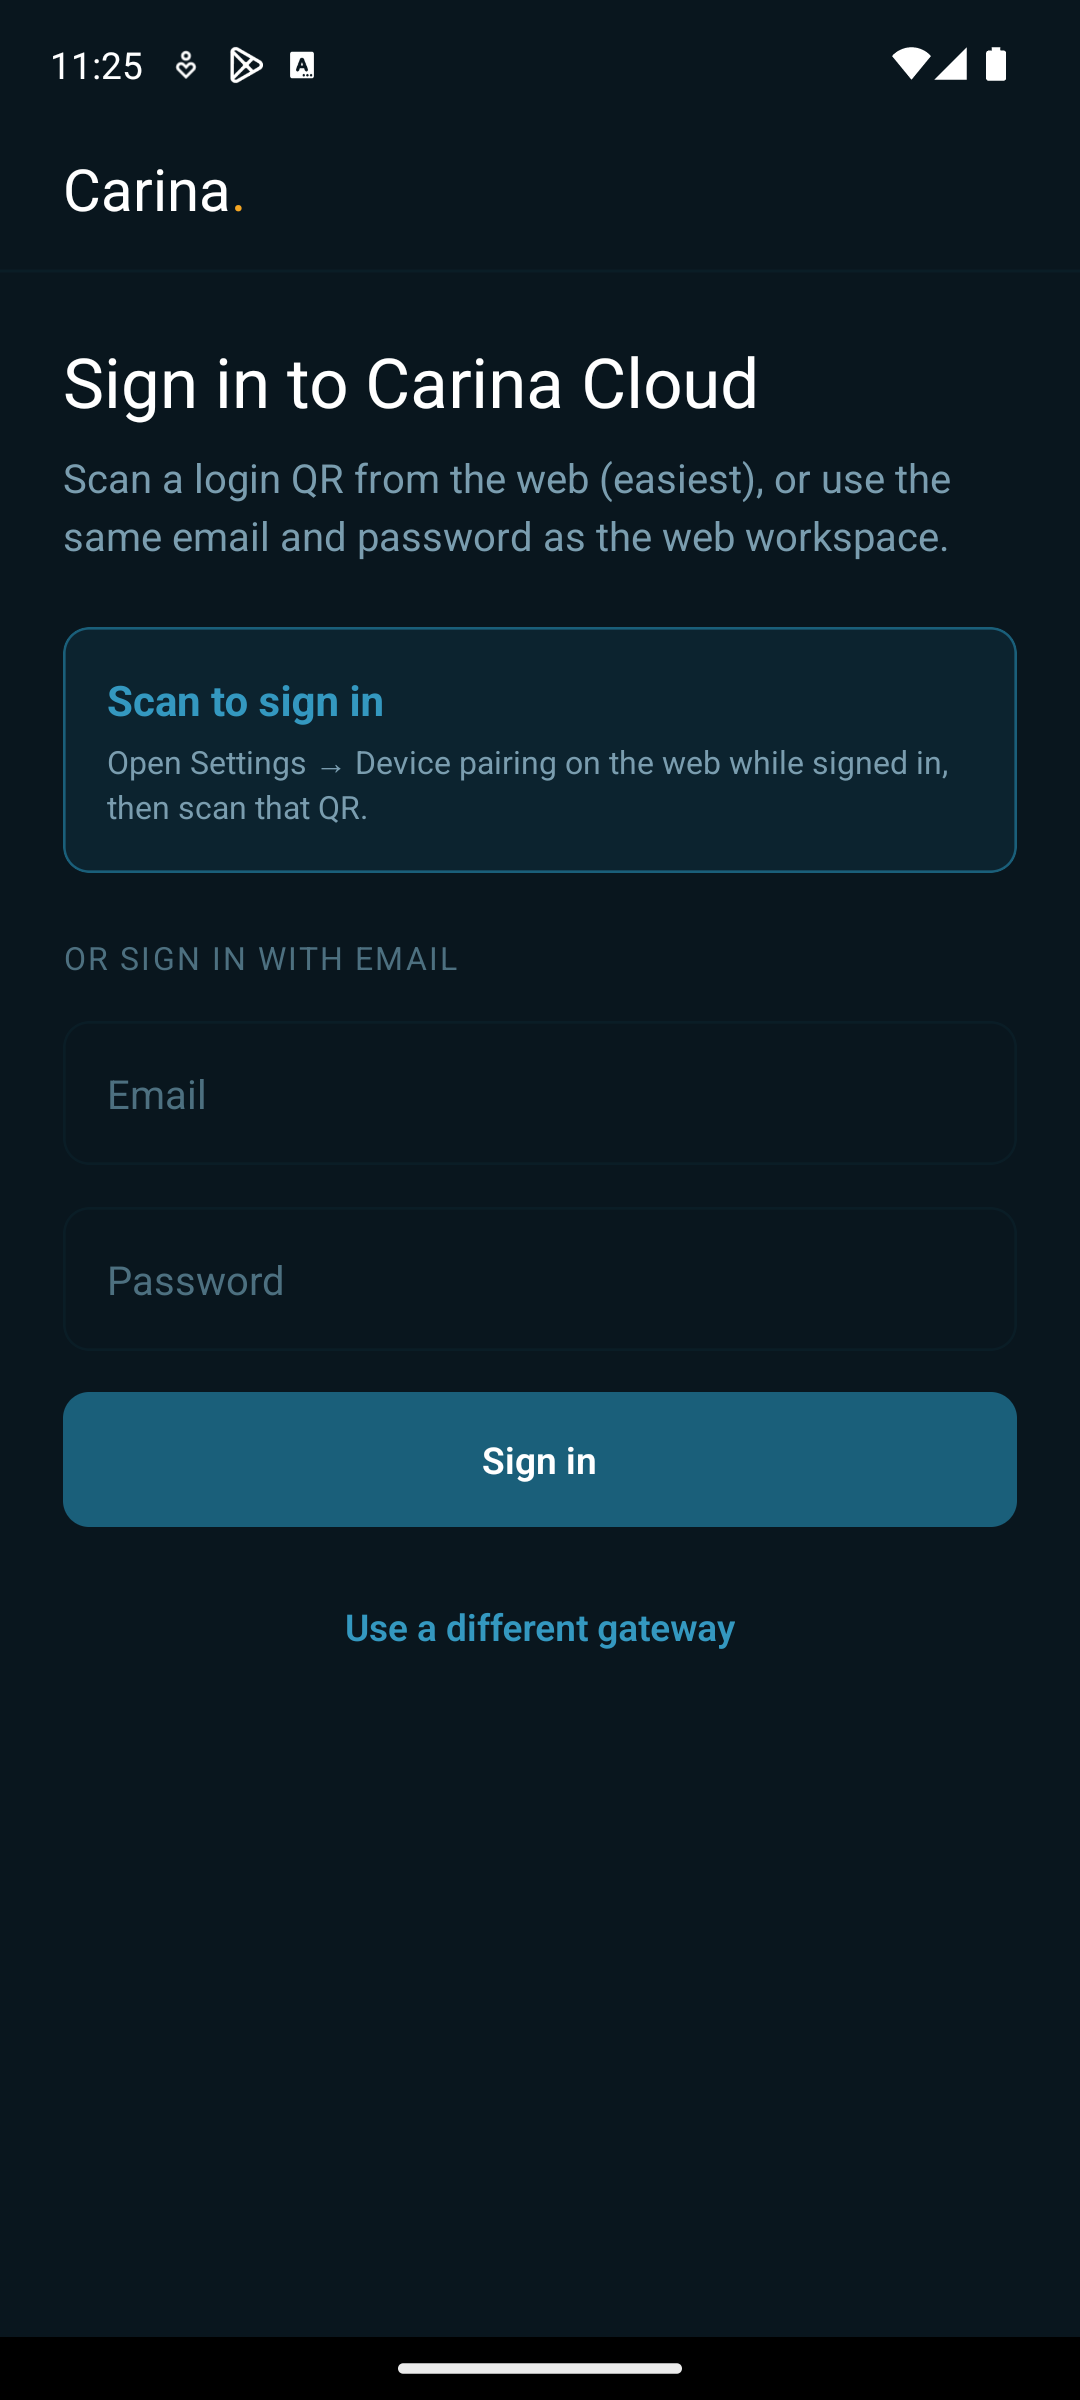 11:25
Carina.
Sign in to Carina Cloud
Scan a login QR from the web (easiest), or use the
same email and password as the web workspace.
Scan to sign in
Open Settings → Device pairing on the web while signed in,
then scan that QR.
OR SIGN IN WITH EMAIL
Email
Password
Sign in
Use a different gateway